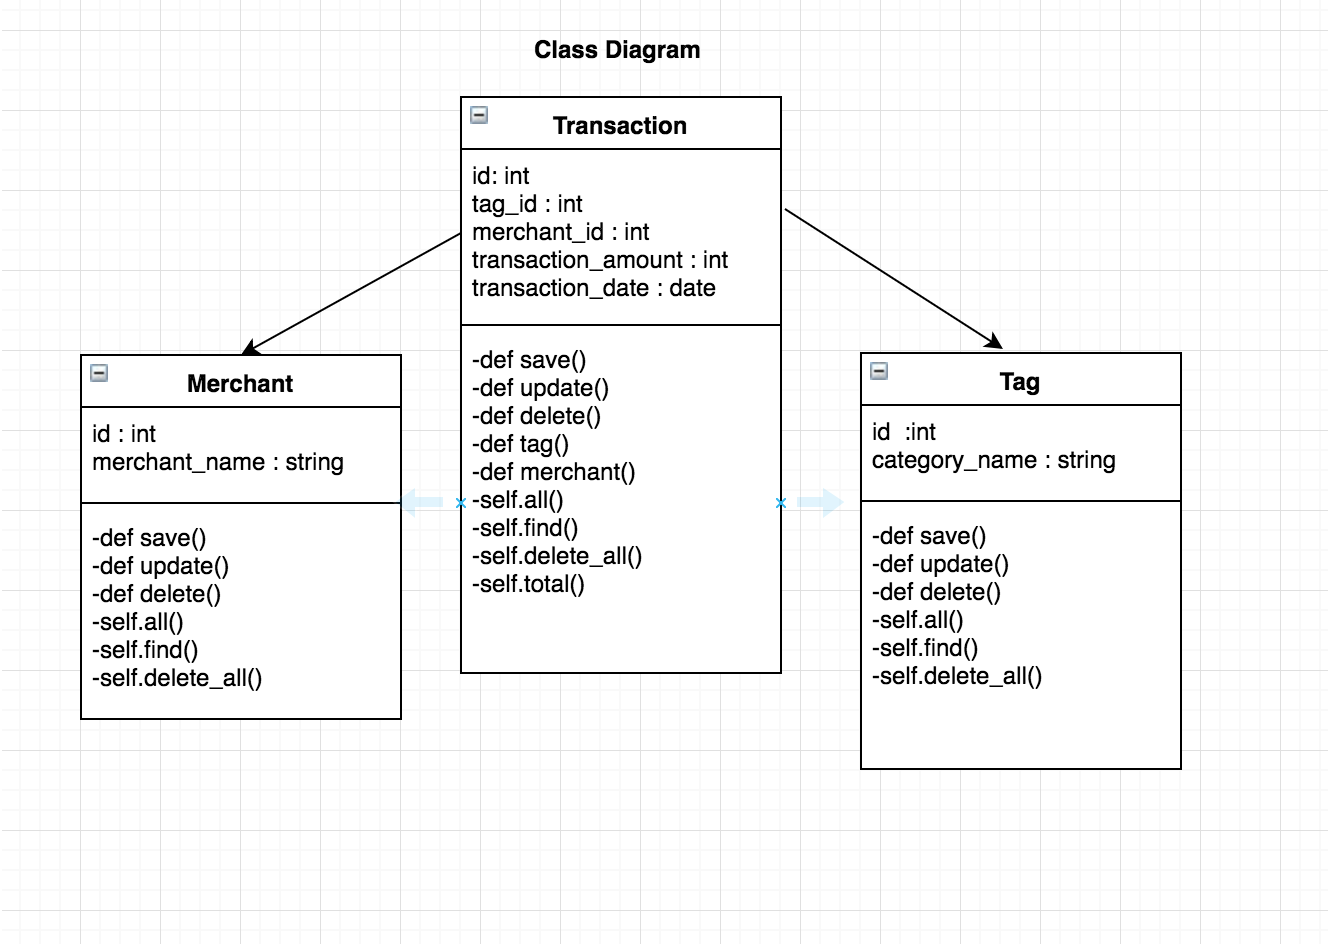 Class Diagram
Transaction
id: int
tag_id : int
merchant_id : int
transaction_amount : int
transaction_date : date
-def save()
-def update()
-def delete()
-def tag()
-def merchant()
-self.all()
-self.find()
-self.delete_all()
-self.total()
Merchant
id : int
merchant_name : string
-def save()
-def update()
-def delete()
-self.all()
-self.find()
-self.delete_all()
Tag
id  :int
category_name : string
-def save()
-def update()
-def delete()
-self.all()
-self.find()
-self.delete_all()